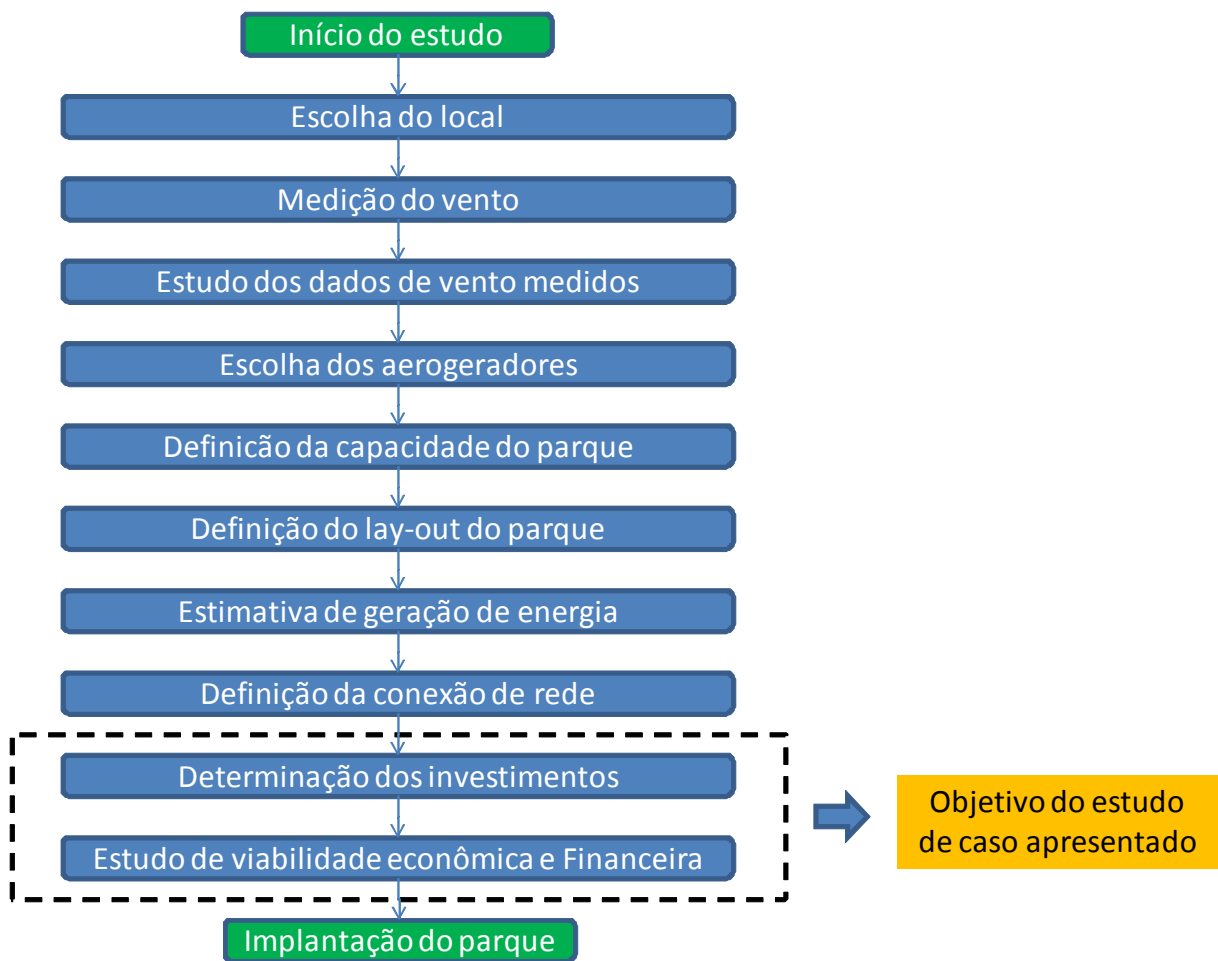 Início do estudo
Escolha do local
Medição do vento
Estudo dos dados de vento medidos
Escolha dos aerogeradores
Definicão da capacidade do parque
Definição do lay-out do parque
Estimativa de geração de energia
Definição da conexão de rede
Determinação dos investimentos
Estudo de viabilidade econômica e Financeira
Objetivo do estudo
de caso apresentado
Implantação do parque